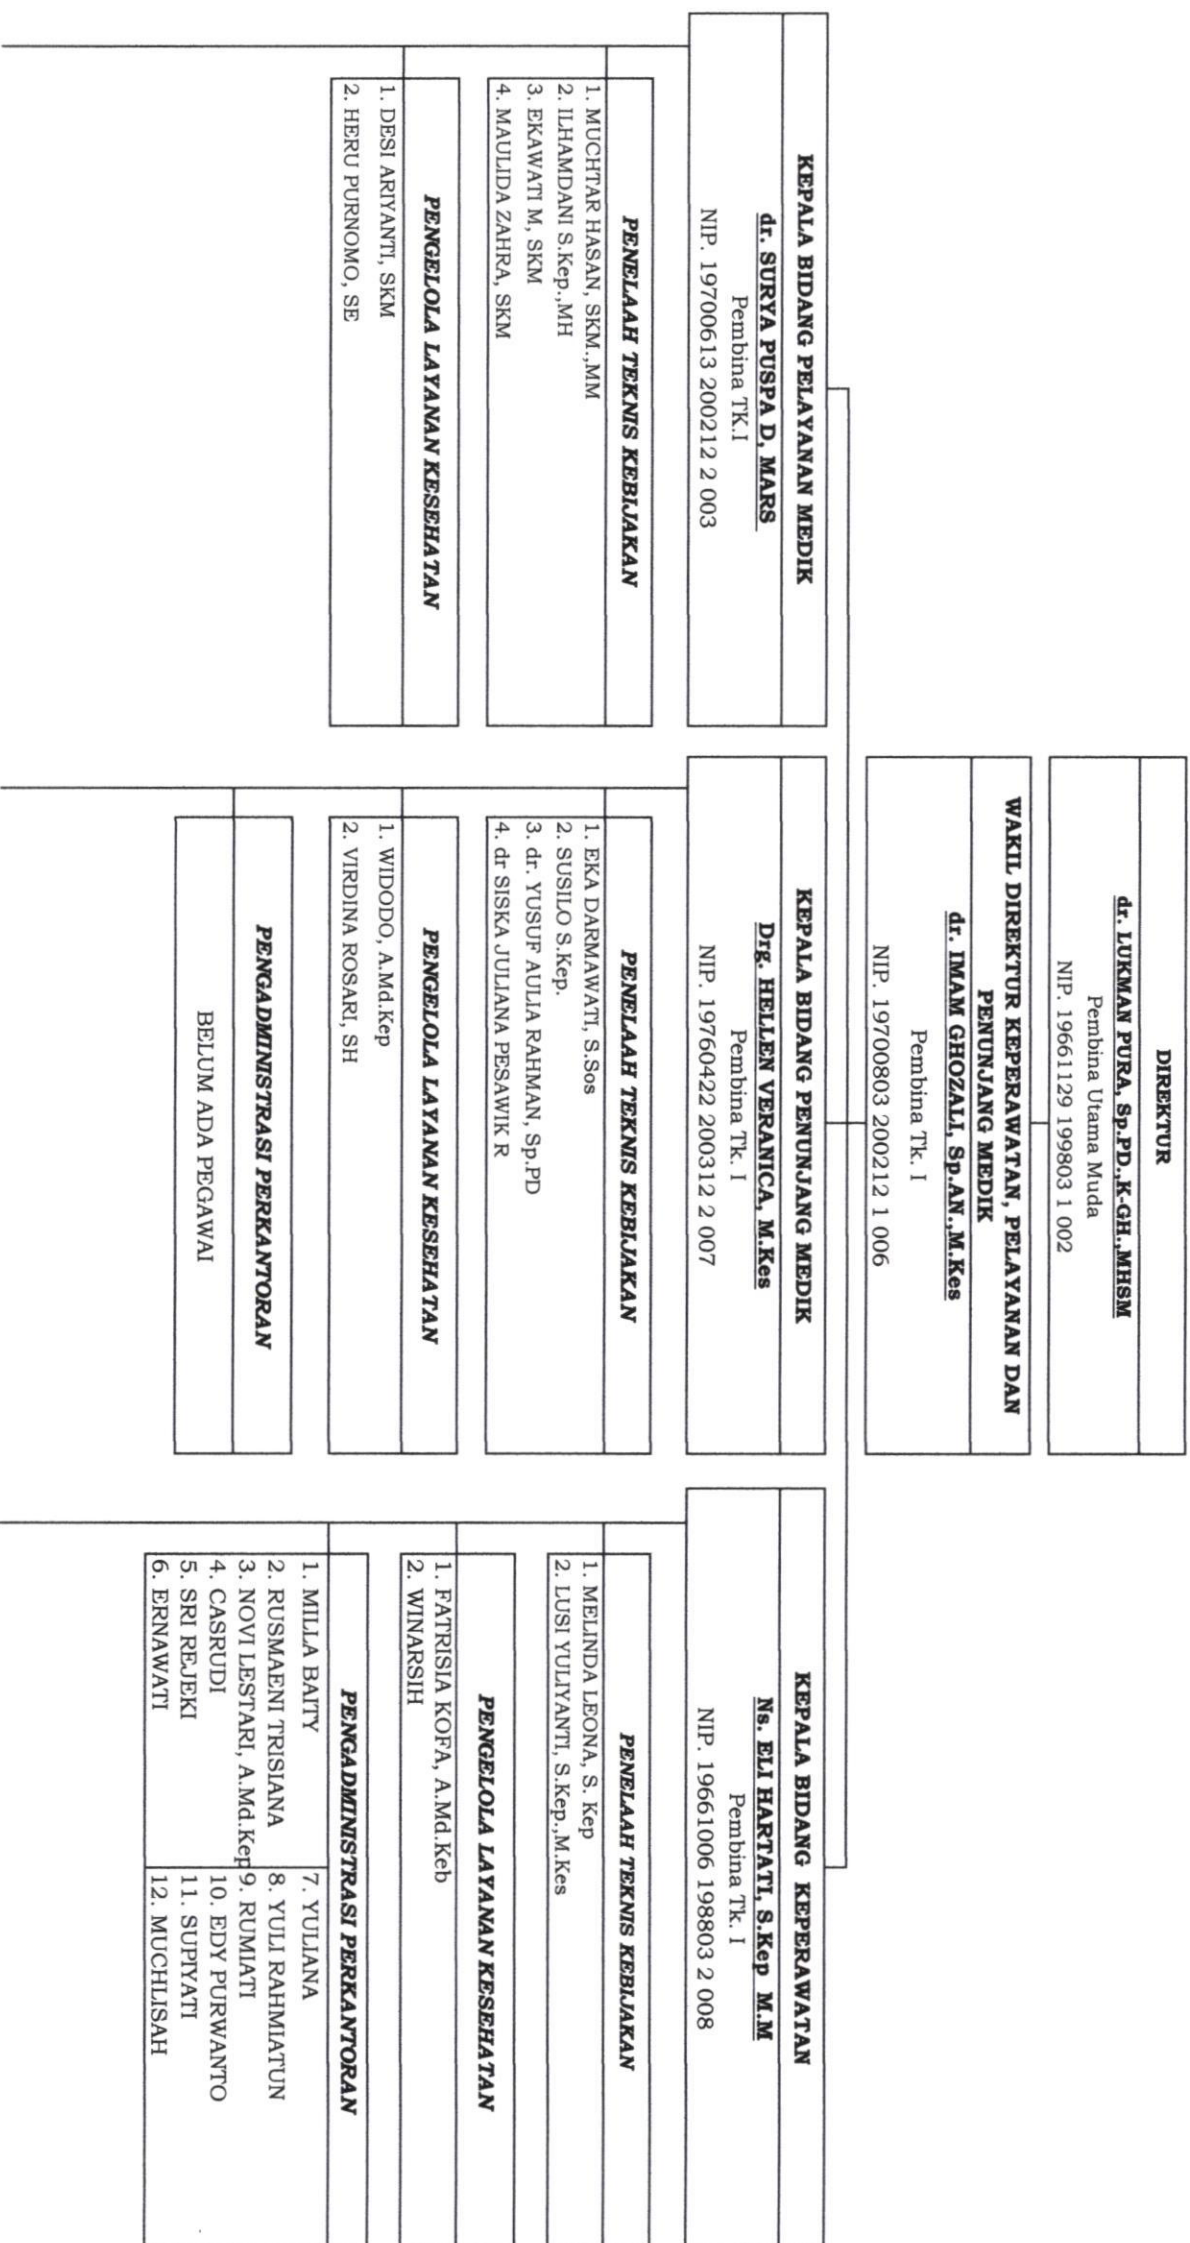 DIREKTUR
dr. LUKMAN PURA, Sp.PD.,K-GH.,MHSM
Pembina Utama Muda
NIP. 19661129 199803 1 002
WAKIL DIREKTUR KEPERAWATAN, PELAYANAN DAN
PENUNJANG MEDIK
dr. IMAM GHOZALI, Sp.AN.,M.Kes
Pembina Tk. I
NIP. 19700803 200212 1 006
KEPALA BIDANG PELAYANAN MEDIK
dr. SURYA PUSPA D, MARS
Pembina TK.I
NIP. 19700613 200212 2 003
PENELAAH TEKNIS KEBIJAKAN
1. MUCHTAR HASAN, SKM.,MM
2. ILHAMDANI S.Kep.,MH
3. EKAWATI M, SKM
4. MAULIDA ZAHRA, SKM
PENGELOLA LAYANAN KESEHATAN
1. DESI ARIYANTI, SKM
2. HERU PURNOMO, SE
KEPALA BIDANG PENUNJANG MEDIK
Drg. HELLEN VERANICA, M.Kes
Pembina Tk. I
NIP. 19760422 200312 2 007
PENELAAH TEKNIS KEBIJAKAN
1. EKA DARMAWATI, S.Sos
2. SUSILO S.Kep.
3. dr. YUSUF AULIA RAHMAN, Sp.PD
4. dr SISKA JULIANA PESAWIK R
PENGELOLA LAYANAN KESEHATAN
1. WIDODO, A.Md.Kep
2. VIRDINA ROSARI, SH
PENGADMINISTRASI PERKANTORAN
BELUM ADA PEGAWAI
KEPALA BIDANG KEPERAWATAN
Ns. ELI HARTATI, S.Kep M.M
Pembina Tk. I
NIP. 19661006 198803 2 008
PENELAAH TEKNIS KEBIJAKAN
1. MELINDA LEONA, S. Kep
2. LUSI YULIYANTI, S.Kep.,M.Kes
PENGELOLA LAYANAN KESEHATAN
1. FATRISIA KOFA, A.Md.Keb
2. WINARSIH
PENGADMINISTRASI PERKANTORAN
1. MILLA BAITY
2. RUSMAENI TRISIANA
3. NOVI LESTARI, A.Md.Kep
4. CASRUDI
5. SRI REJEKI
6. ERNAWATI
7. YULIANA
8. YULI RAHMIATUN
9. RUMIATI
10. EDY PURWANTO
11. SUPIYATI
12. MUCHLISAH